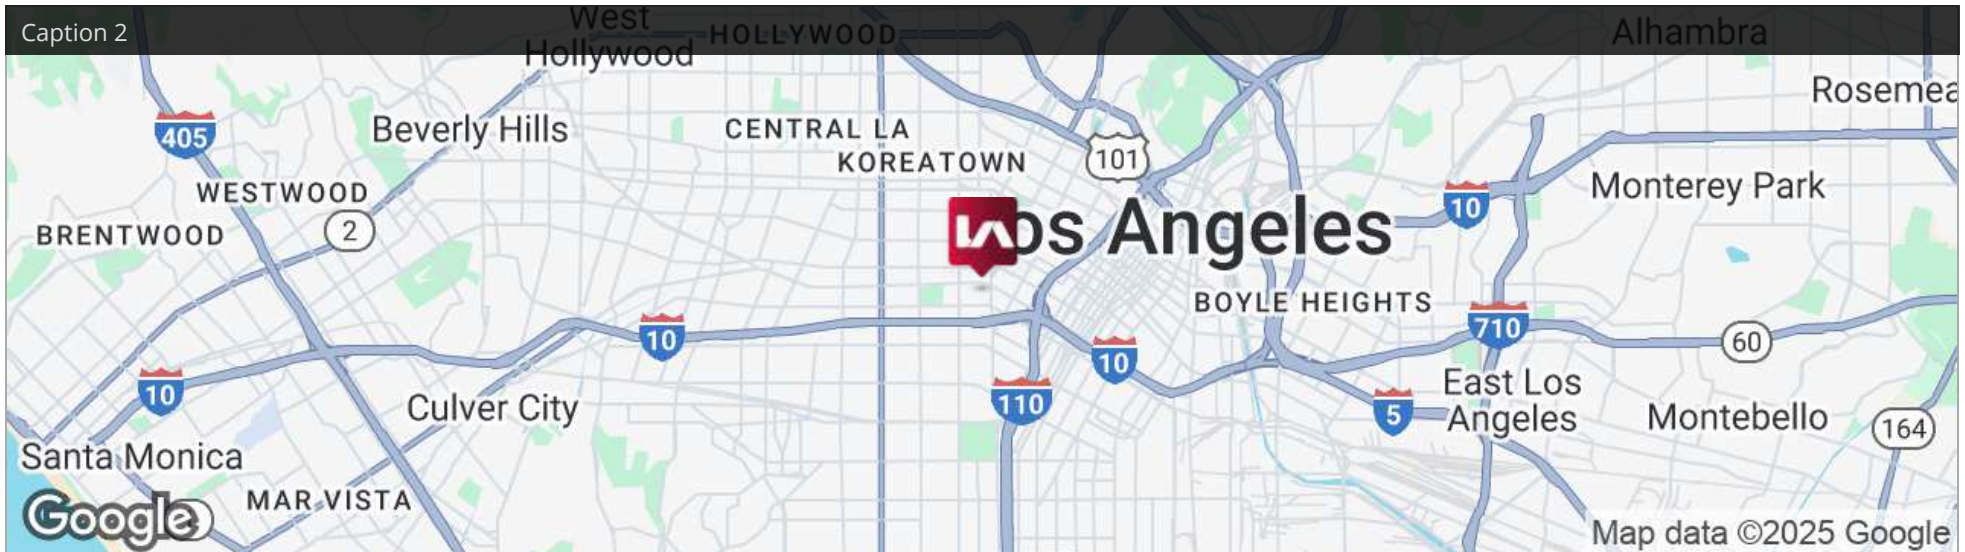 Caption 2
West
Hollywood
HOLLYWOOD
Alhambra
Rosemea
405
Beverly Hills
CENTRAL LA
KOREATOWN
101
WESTWOOD
10
Monterey Park
BRENTWOOD
2
LA
os Angeles
BOYLE HEIGHTS
10
710
60
10
10
110
Culver City
5
East Los
Angeles
Montebello
164
Santa Monica
MAR VISTA
Google
Map data ©2025 Google